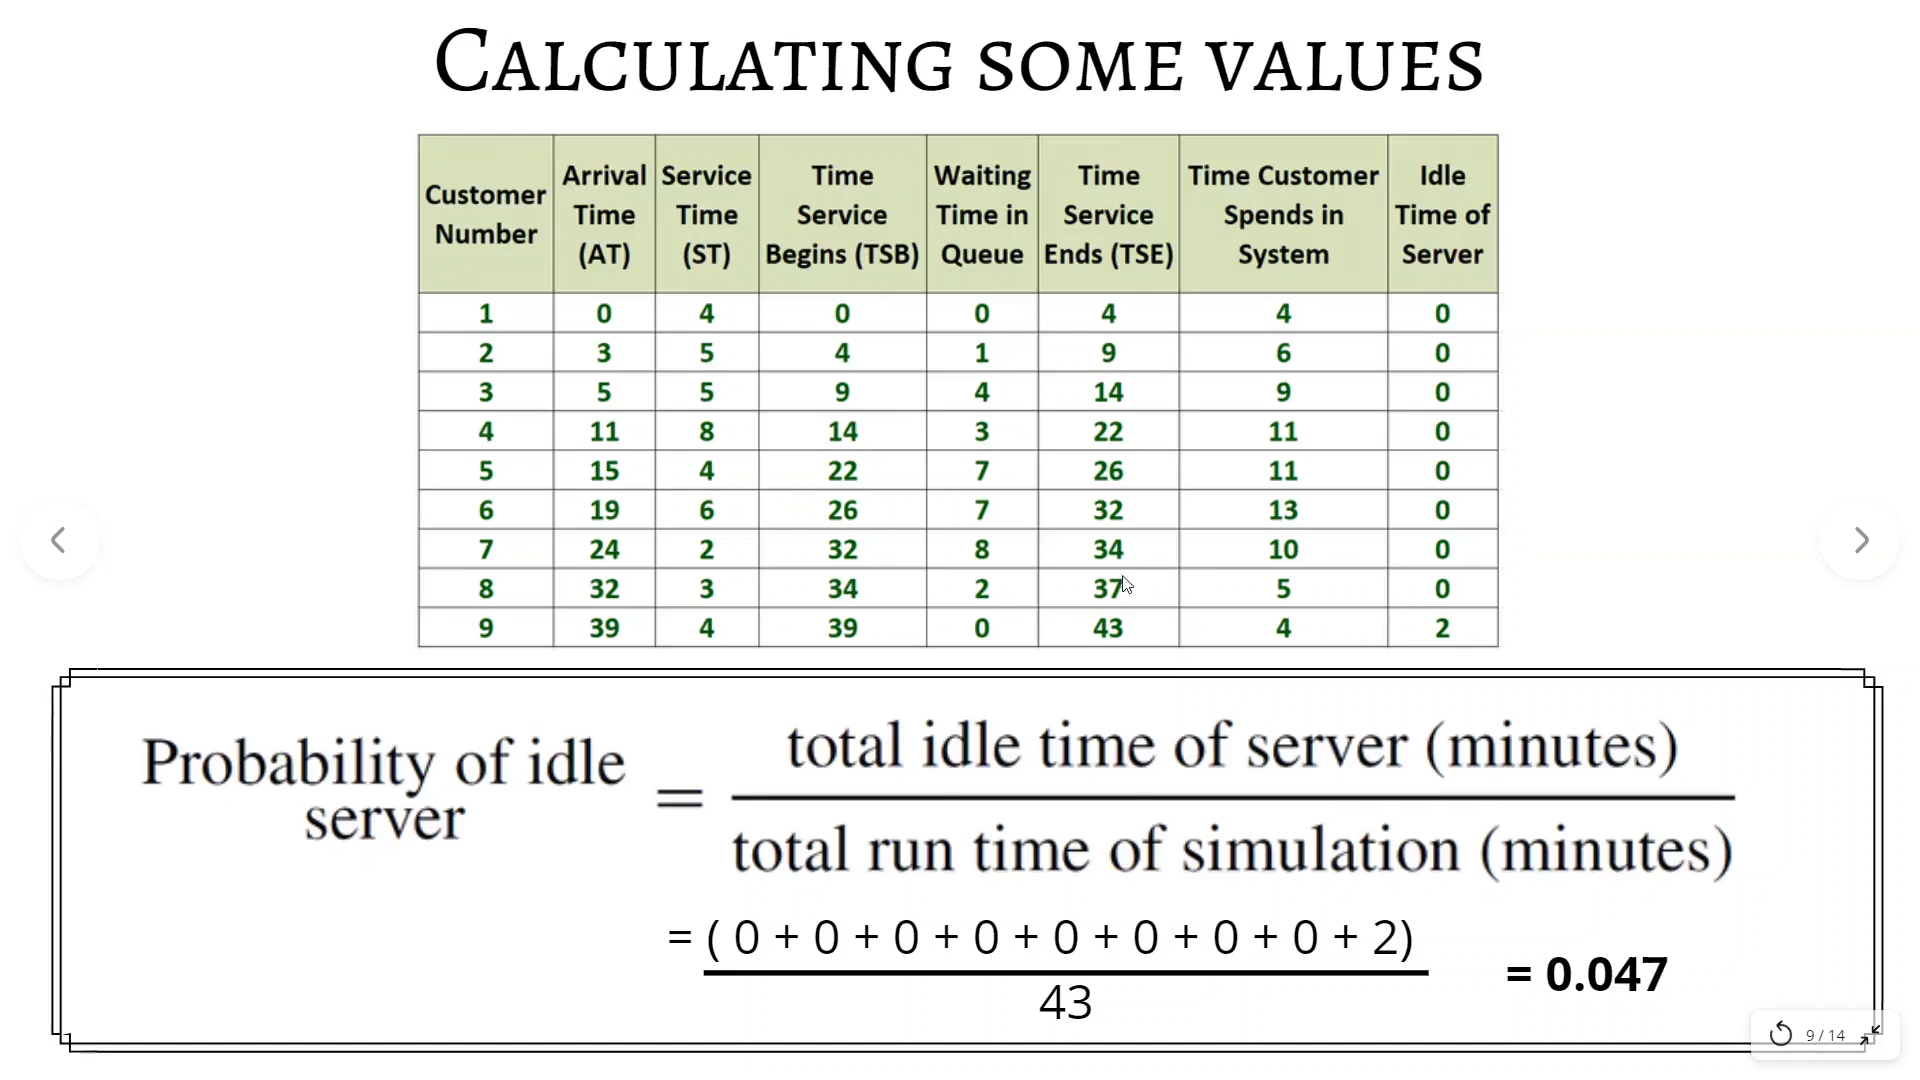 CALCULATING SOME VALUES
Customer Number | Arrival Time (AT) | Service Time (ST) | Time Service Begins (TSB) | Waiting Time in Queue | Time Service Ends (TSE) | Time Customer Spends in System | Idle Time of Server
1 | 0 | 4 | 0 | 0 | 4 | 4 | 0
2 | 3 | 5 | 4 | 1 | 9 | 6 | 0
3 | 5 | 5 | 9 | 4 | 14 | 9 | 0
4 | 11 | 8 | 14 | 3 | 22 | 11 | 0
5 | 15 | 4 | 22 | 7 | 26 | 11 | 0
6 | 19 | 6 | 26 | 7 | 32 | 13 | 0
7 | 24 | 2 | 32 | 8 | 34 | 10 | 0
8 | 32 | 3 | 34 | 2 | 37 | 5 | 0
9 | 39 | 4 | 39 | 0 | 43 | 4 | 2
Probability of idle
server
=
total idle time of server (minutes)
total run time of simulation (minutes)
= ( 0 + 0 + 0 + 0 + 0 + 0 + 0 + 0 + 2)
43
= 0.047
9 / 14